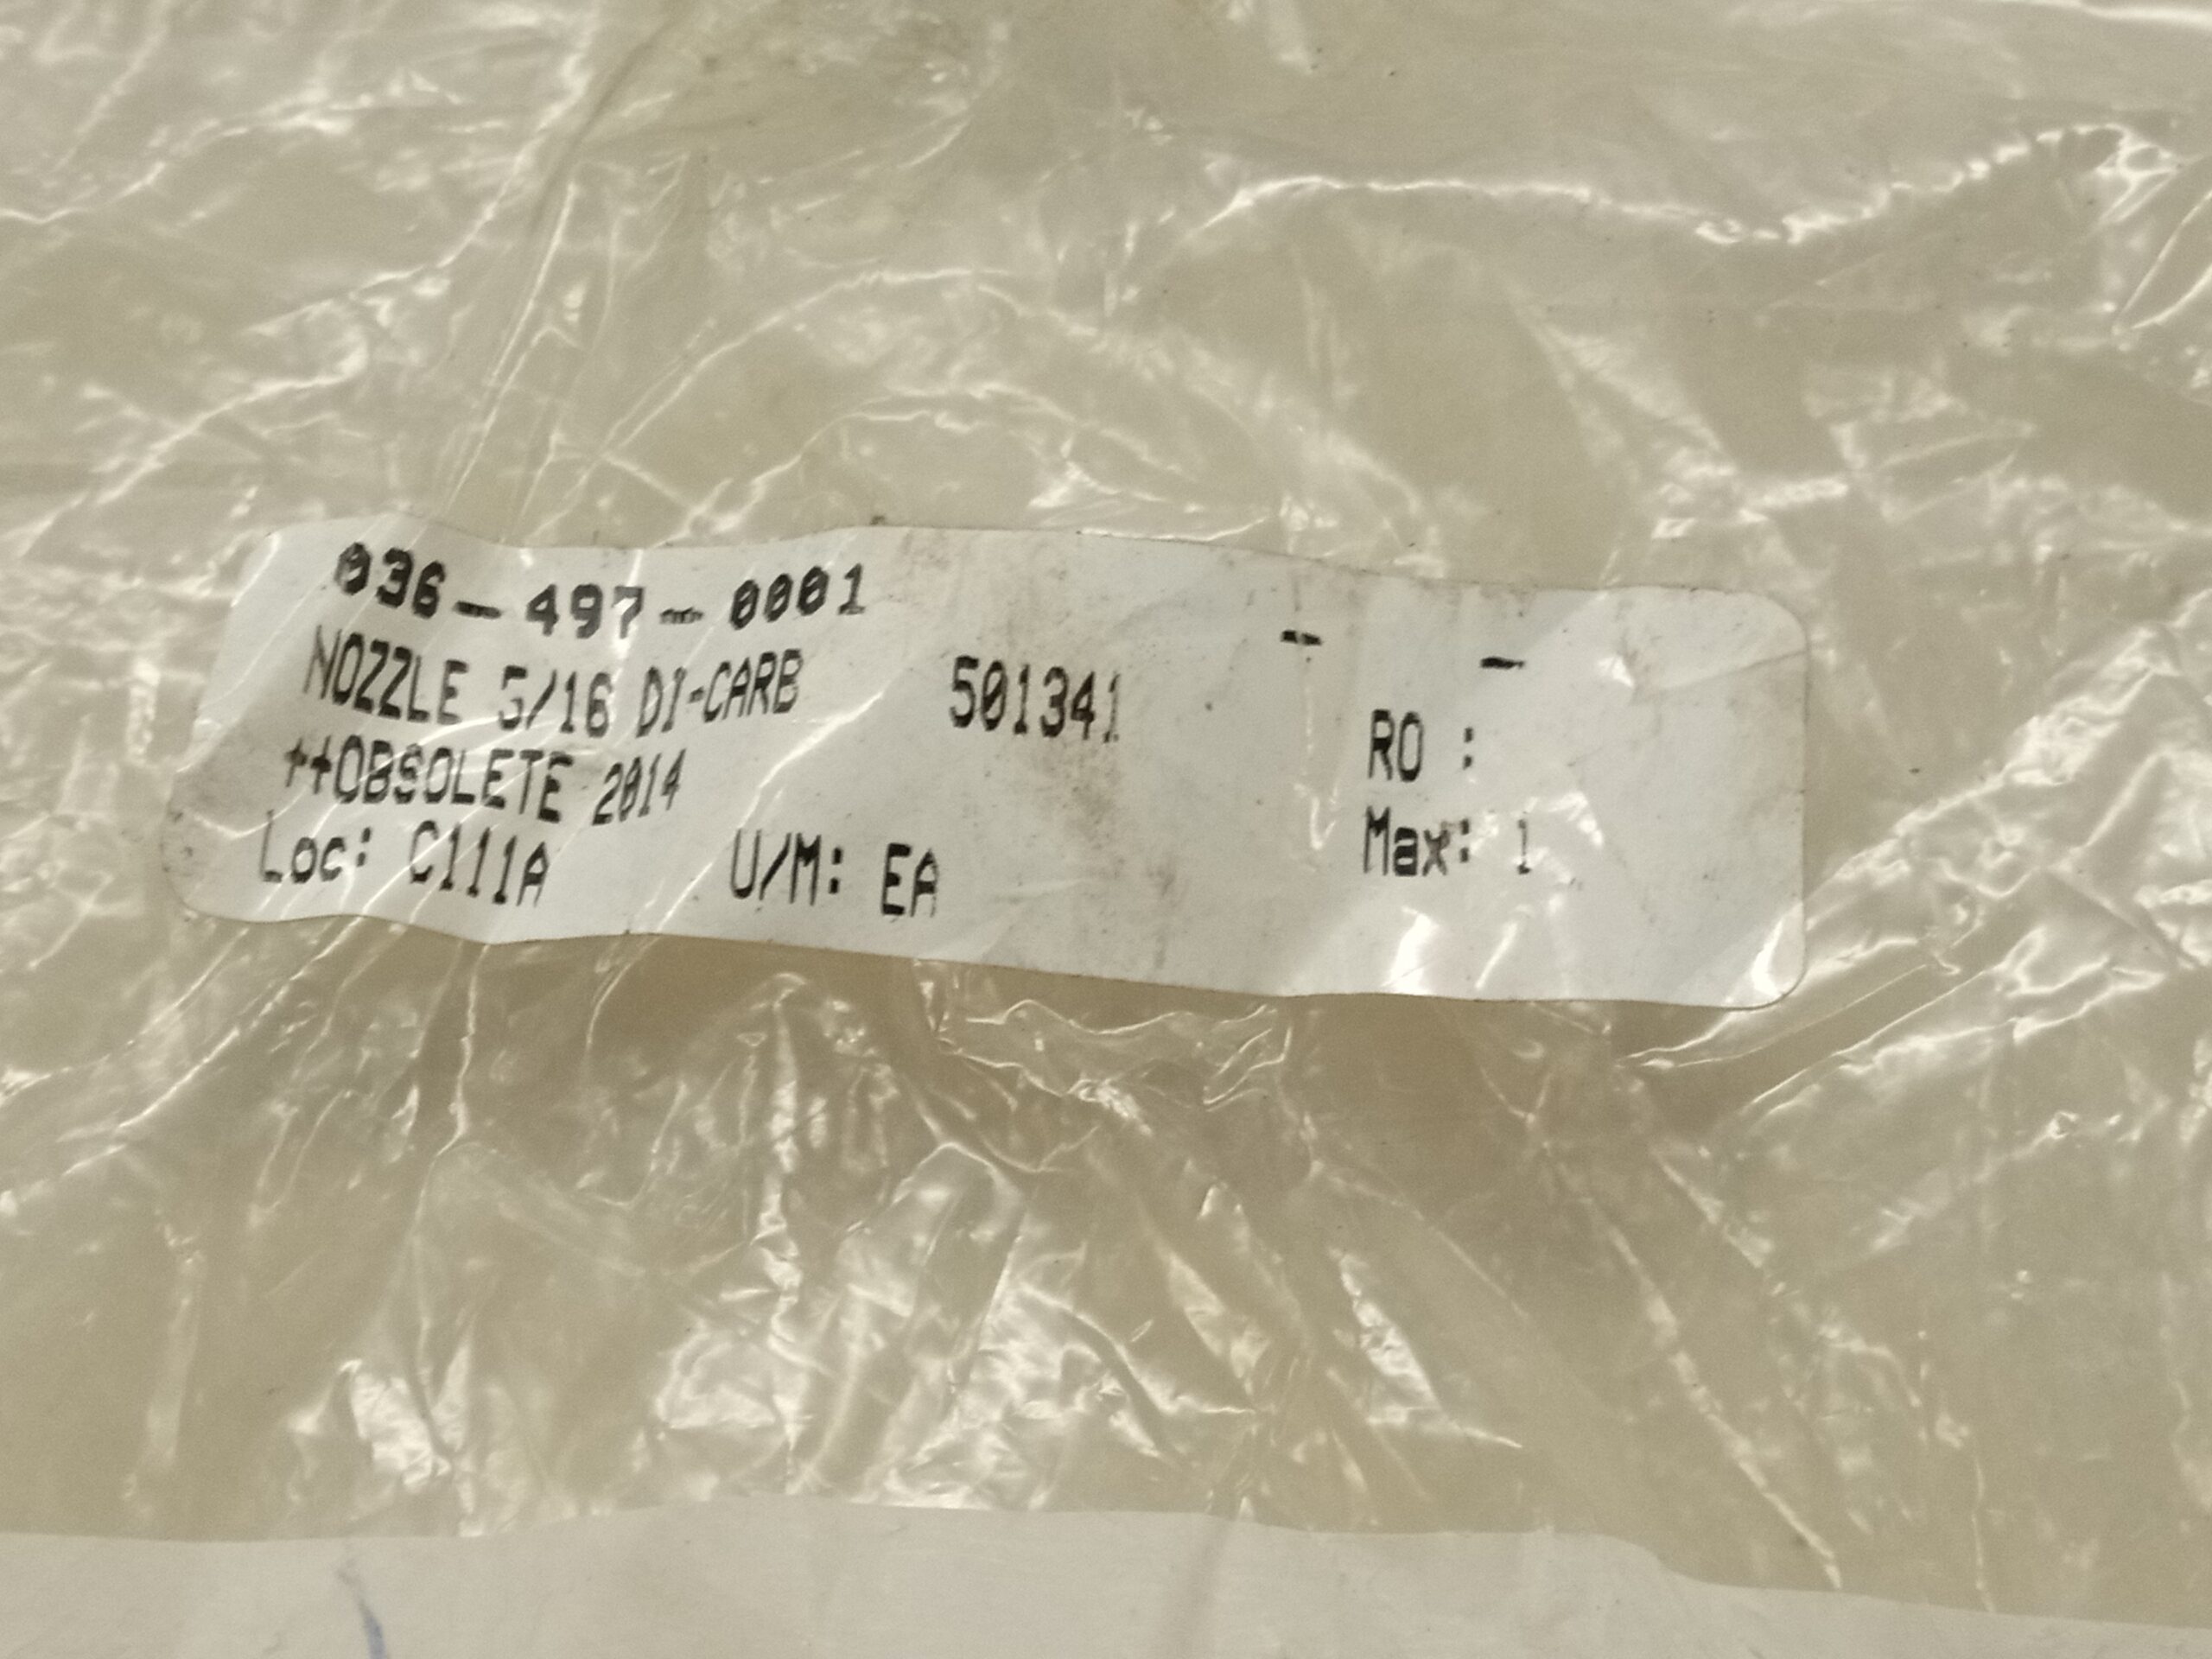 036-497-0001 - -
NOZZLE 5/16 DI-CARB 501341 RO :
++OBSOLETE 2014
Loc: C111A U/M: EA Max: 1